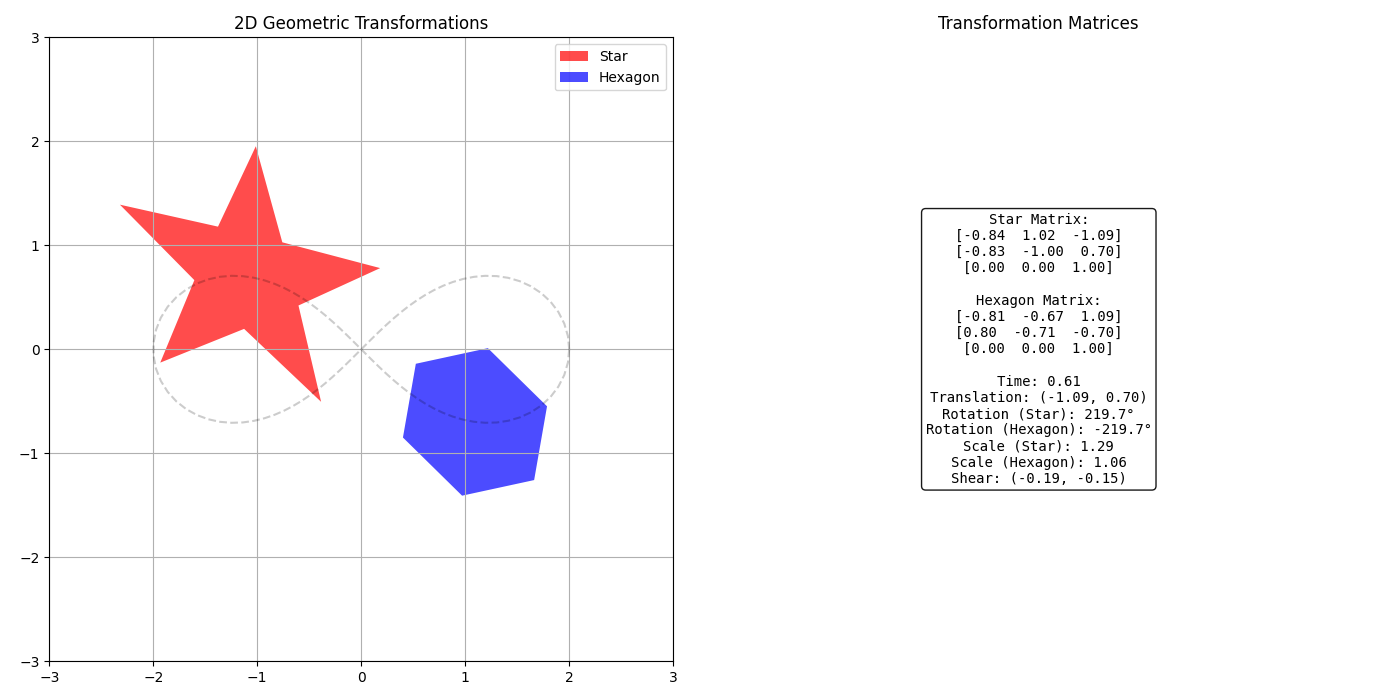 2D Geometric Transformations
3
2
1
0
−1
−2
−3
−3
−2
−1
0
1
2
3
Star
Hexagon
Transformation Matrices
Star Matrix:
[-0.84  1.02  -1.09]
[-0.83  -1.00  0.70]
[0.00  0.00  1.00]
Hexagon Matrix:
[-0.81  -0.67  1.09]
[0.80  -0.71  -0.70]
[0.00  0.00  1.00]
Time: 0.61
Translation: (-1.09, 0.70)
Rotation (Star): 219.7°
Rotation (Hexagon): -219.7°
Scale (Star): 1.29
Scale (Hexagon): 1.06
Shear: (-0.19, -0.15)